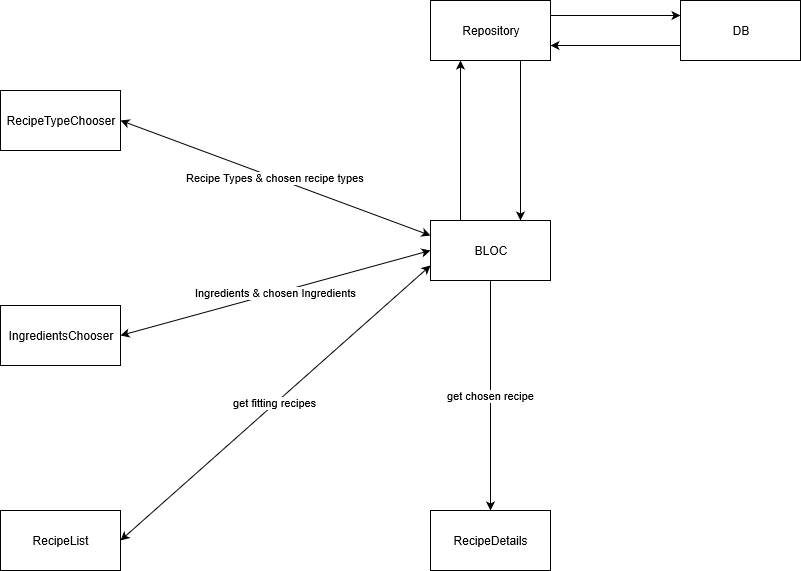 Repository
DB
RecipeTypeChooser
Recipe Types & chosen recipe types
BLOC
Ingredients & chosen Ingredients
IngredientsChooser
get fitting recipes
get chosen recipe
RecipeList
RecipeDetails